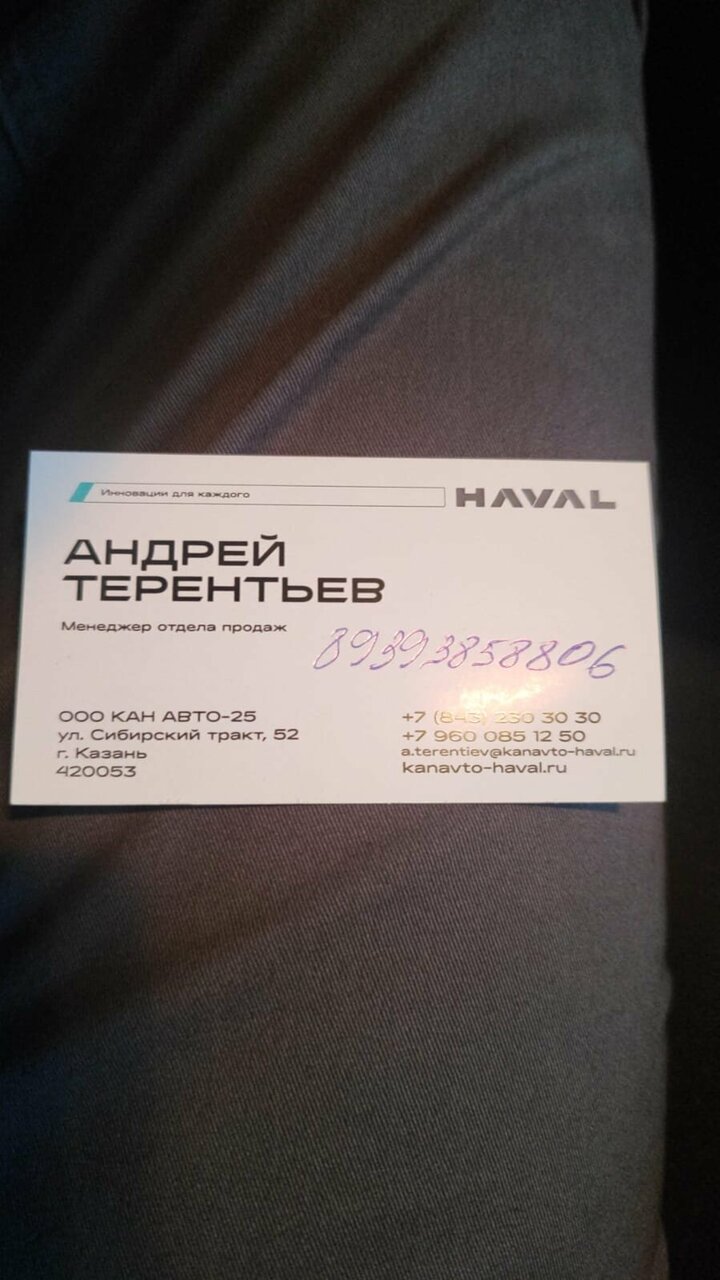 Инновации для каждого
HAVAL
АНДРЕЙ
ТЕРЕНТЬЕВ
Менеджер отдела продаж
89393858806
ООО КАН АВТО-25
ул. Сибирский тракт, 52
г. Казань
420053
+7 (843) 230 30 30
+7 960 085 12 50
a.terentiev@kanavto-haval.ru
kanavto-haval.ru